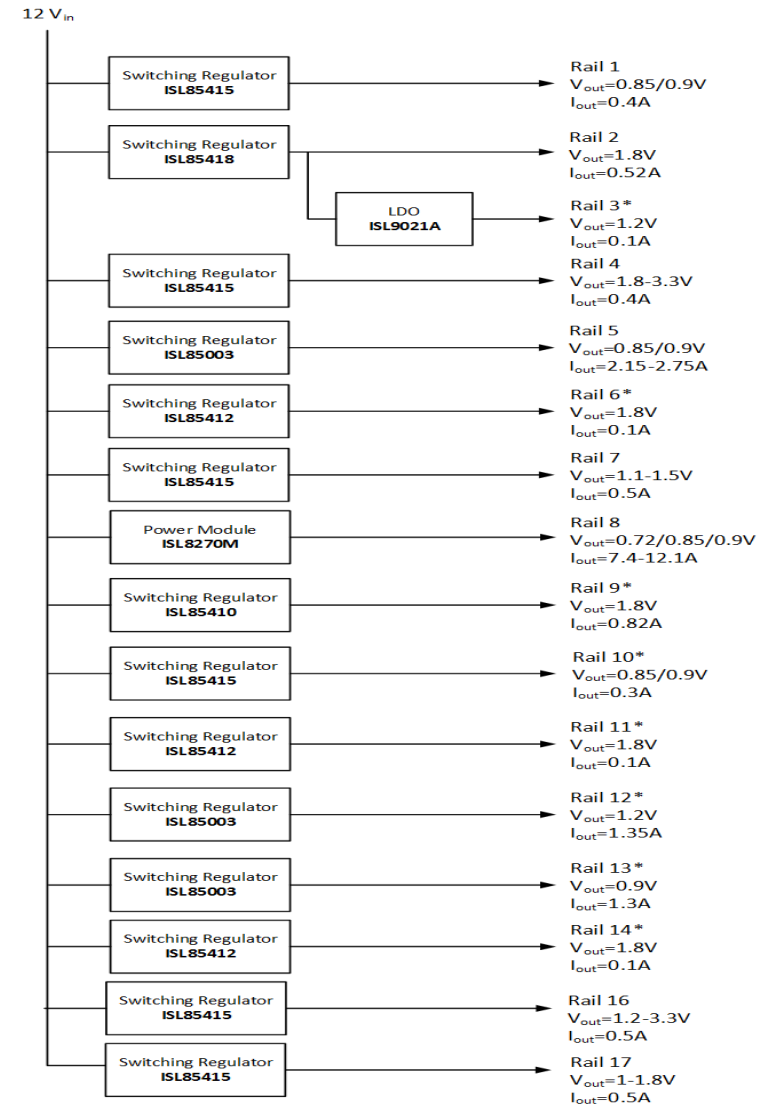 12 Vin
Switching Regulator
ISL85415
Rail 1
Vout=0.85/0.9V
Iout=0.4A
Switching Regulator
ISL85418
Rail 2
Vout=1.8V
Iout=0.52A
LDO
ISL9021A
Rail 3*
Vout=1.2V
Iout=0.1A
Switching Regulator
ISL85415
Rail 4
Vout=1.8-3.3V
Iout=0.4A
Switching Regulator
ISL85003
Rail 5
Vout=0.85/0.9V
Iout=2.15-2.75A
Switching Regulator
ISL85412
Rail 6*
Vout=1.8V
Iout=0.1A
Switching Regulator
ISL85415
Rail 7
Vout=1.1-1.5V
Iout=0.5A
Power Module
ISL8270M
Rail 8
Vout=0.72/0.85/0.9V
Iout=7.4-12.1A
Switching Regulator
ISL85410
Rail 9*
Vout=1.8V
Iout=0.82A
Switching Regulator
ISL85415
Rail 10*
Vout=0.85/0.9V
Iout=0.3A
Switching Regulator
ISL85412
Rail 11*
Vout=1.8V
Iout=0.1A
Switching Regulator
ISL85003
Rail 12*
Vout=1.2V
Iout=1.35A
Switching Regulator
ISL85003
Rail 13*
Vout=0.9V
Iout=1.3A
Switching Regulator
ISL85412
Rail 14*
Vout=1.8V
Iout=0.1A
Switching Regulator
ISL85415
Rail 16
Vout=1.2-3.3V
Iout=0.5A
Switching Regulator
ISL85415
Rail 17
Vout=1-1.8V
Iout=0.5A